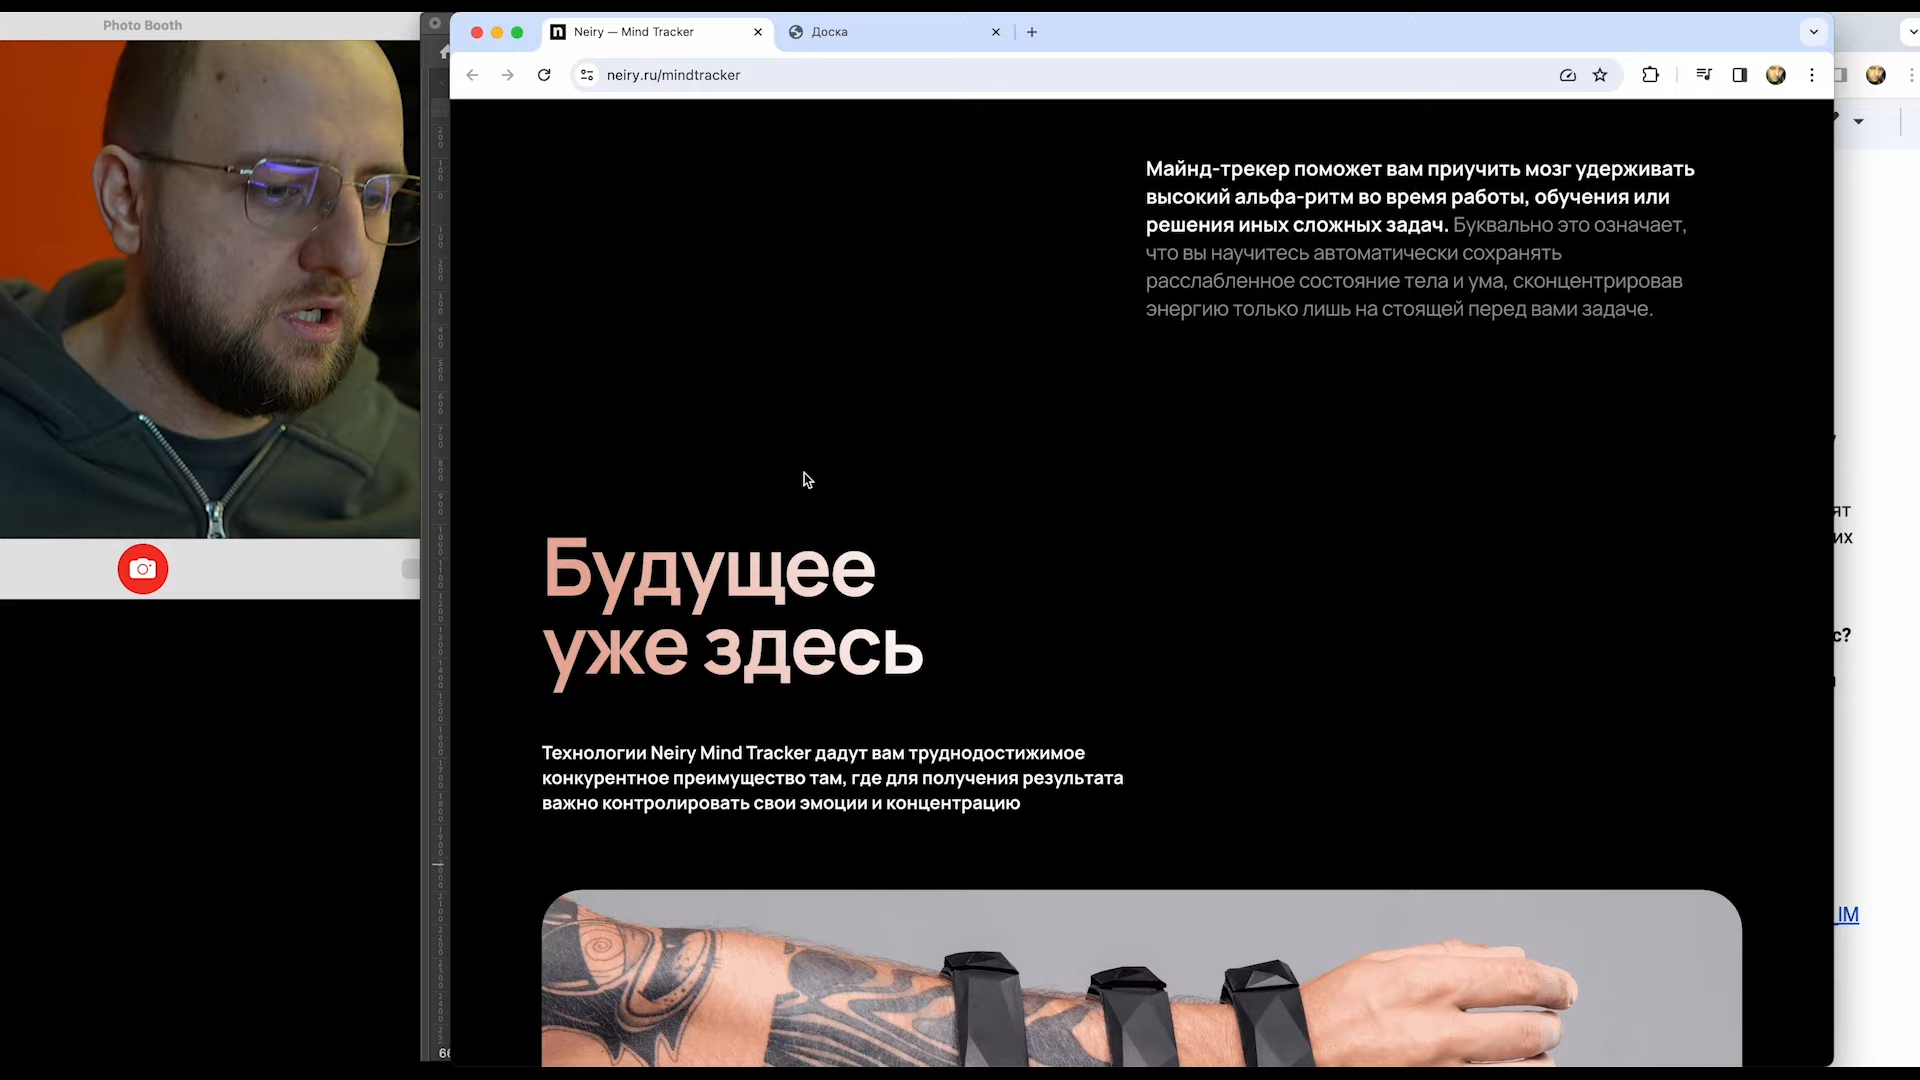 Photo Booth
Neiry — Mind Tracker
Доска
neiry.ru/mindtracker
Майнд-трекер поможет вам приучить мозг удерживать
высокий альфа-ритм во время работы, обучения или
решения иных сложных задач. Буквально это означает,
что вы научитесь автоматически сохранять
расслабленное состояние тела и ума, сконцентрировав
энергию только лишь на стоящей перед вами задаче.
Будущее
уже здесь
Технологии Neiry Mind Tracker дадут вам труднодостижимое
конкурентное преимущество там, где для получения результата
важно контролировать свои эмоции и концентрацию
ят
их
с?
IM